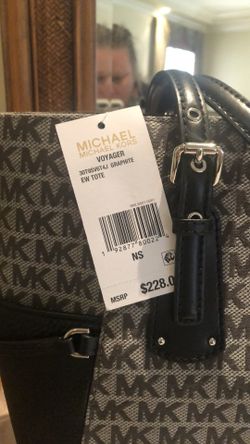 MICHAEL
MICHAEL KORS
VOYAGER
30T8SV6T4J GRAPHITE
EW TOTE
NS
MSRP $228.0